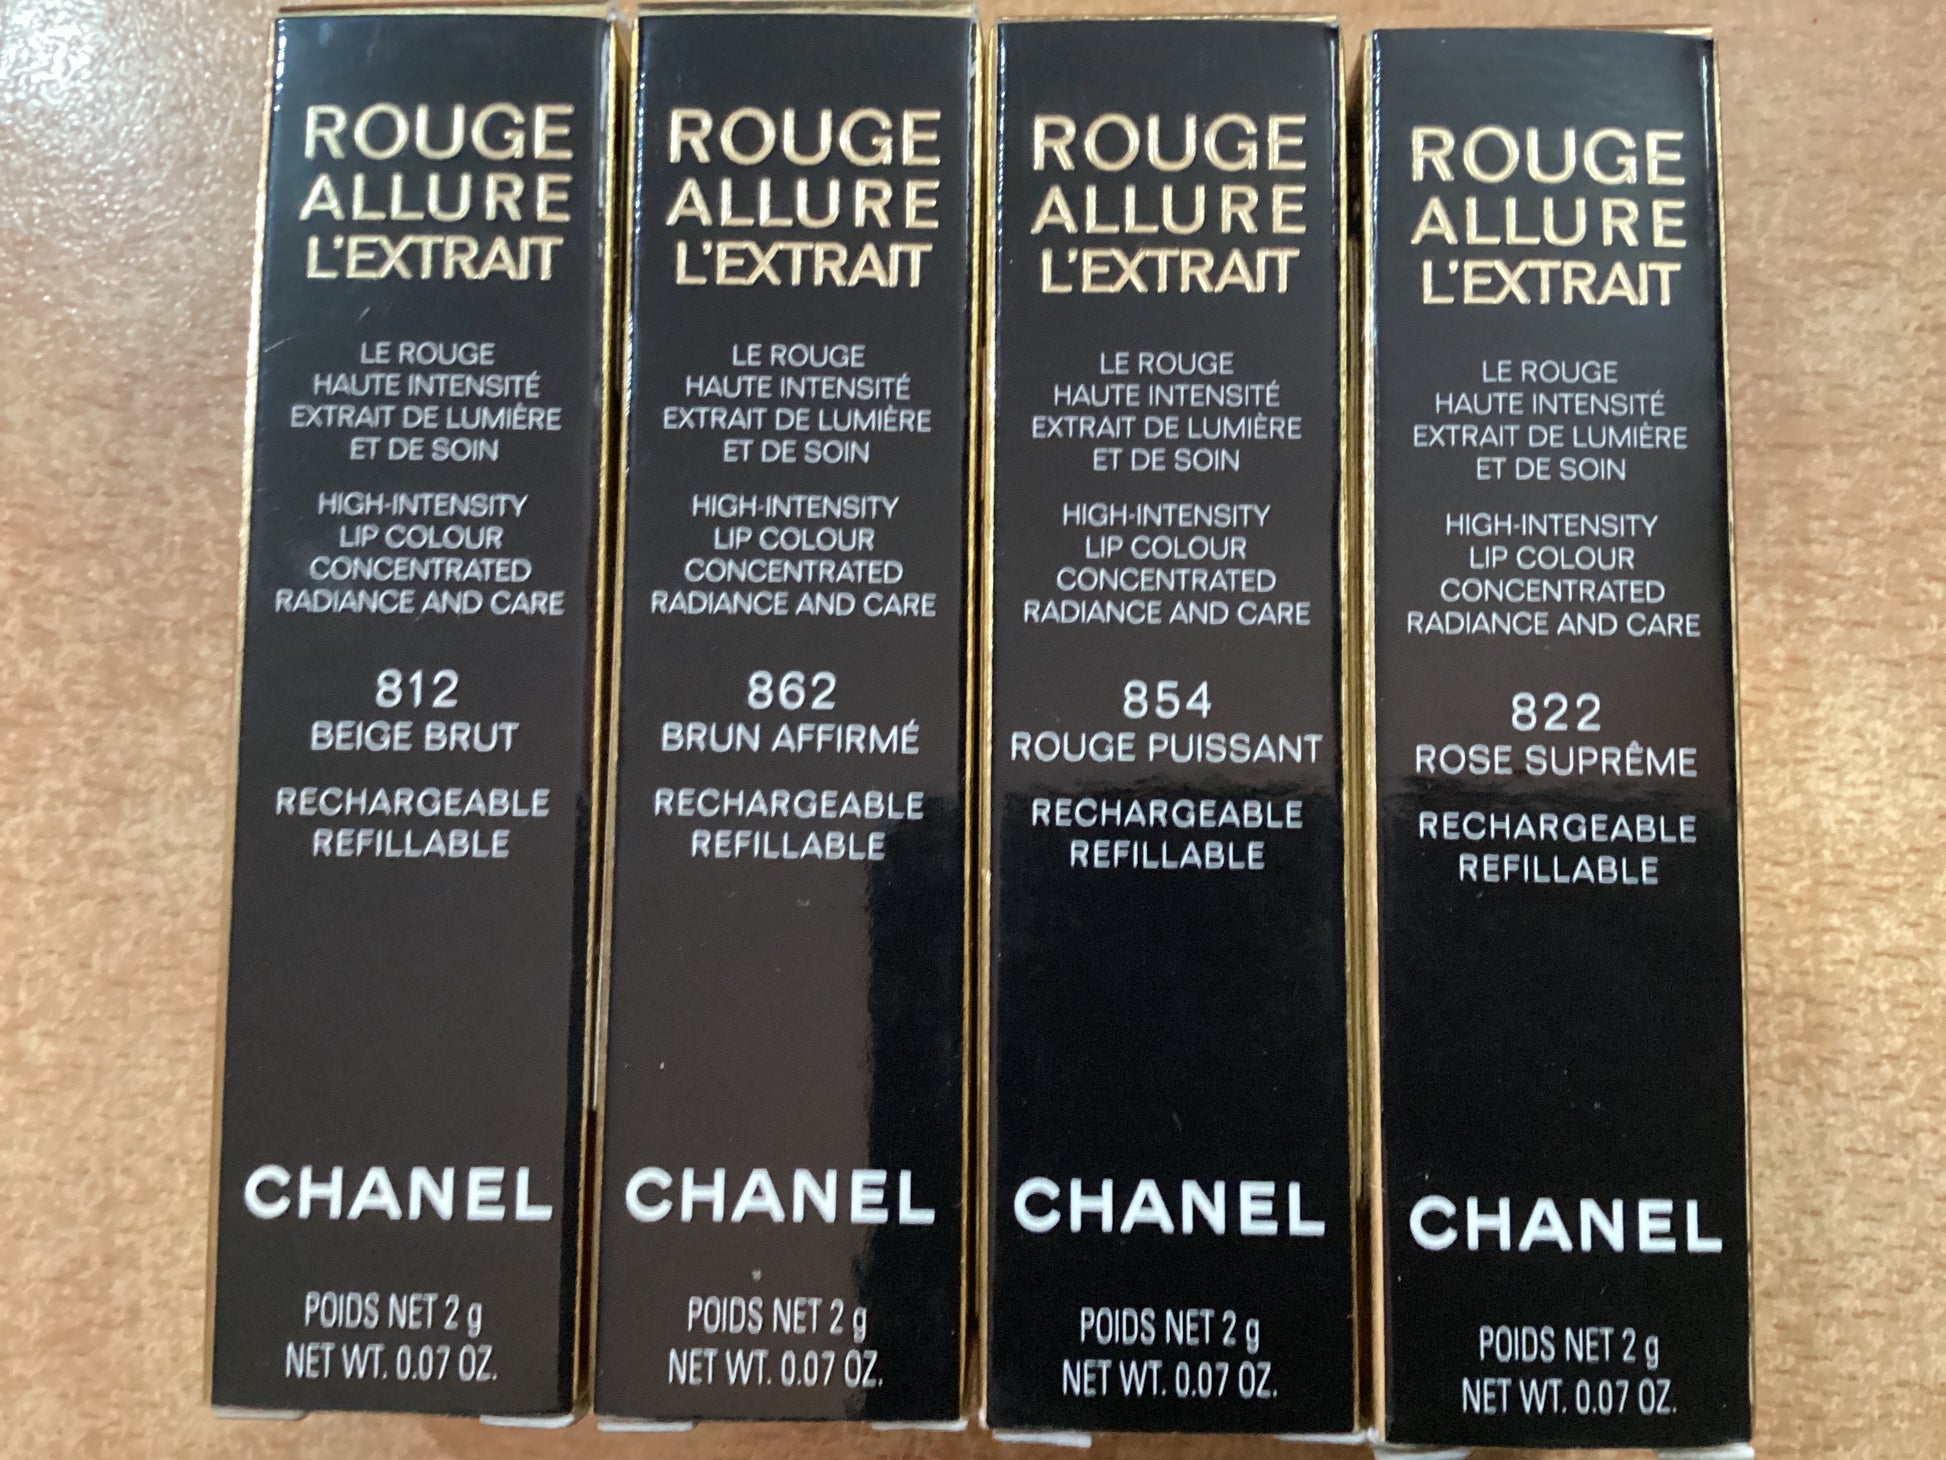 ROUGE
ALLURE
L'EXTRAIT
LE ROUGE
HAUTE INTENSITÉ
EXTRAIT DE LUMIÈRE
ET DE SOIN
HIGH-INTENSITY
LIP COLOUR
CONCENTRATED
RADIANCE AND CARE
812
BEIGE BRUT
RECHARGEABLE
REFILLABLE
CHANEL
POIDS NET 2 g
NET WT. 0.07 OZ.
ROUGE
ALLURE
L'EXTRAIT
LE ROUGE
HAUTE INTENSITÉ
EXTRAIT DE LUMIÈRE
ET DE SOIN
HIGH-INTENSITY
LIP COLOUR
CONCENTRATED
RADIANCE AND CARE
862
BRUN AFFIRMÉ
RECHARGEABLE
REFILLABLE
CHANEL
POIDS NET 2 g
NET WT. 0.07 OZ.
ROUGE
ALLURE
L'EXTRAIT
LE ROUGE
HAUTE INTENSITÉ
EXTRAIT DE LUMIÈRE
ET DE SOIN
HIGH-INTENSITY
LIP COLOUR
CONCENTRATED
RADIANCE AND CARE
854
ROUGE PUISSANT
RECHARGEABLE
REFILLABLE
CHANEL
POIDS NET 2 g
NET WT. 0.07 OZ.
ROUGE
ALLURE
L'EXTRAIT
LE ROUGE
HAUTE INTENSITÉ
EXTRAIT DE LUMIÈRE
ET DE SOIN
HIGH-INTENSITY
LIP COLOUR
CONCENTRATED
RADIANCE AND CARE
822
ROSE SUPRÊME
RECHARGEABLE
REFILLABLE
CHANEL
POIDS NET 2 g
NET WT. 0.07 OZ.